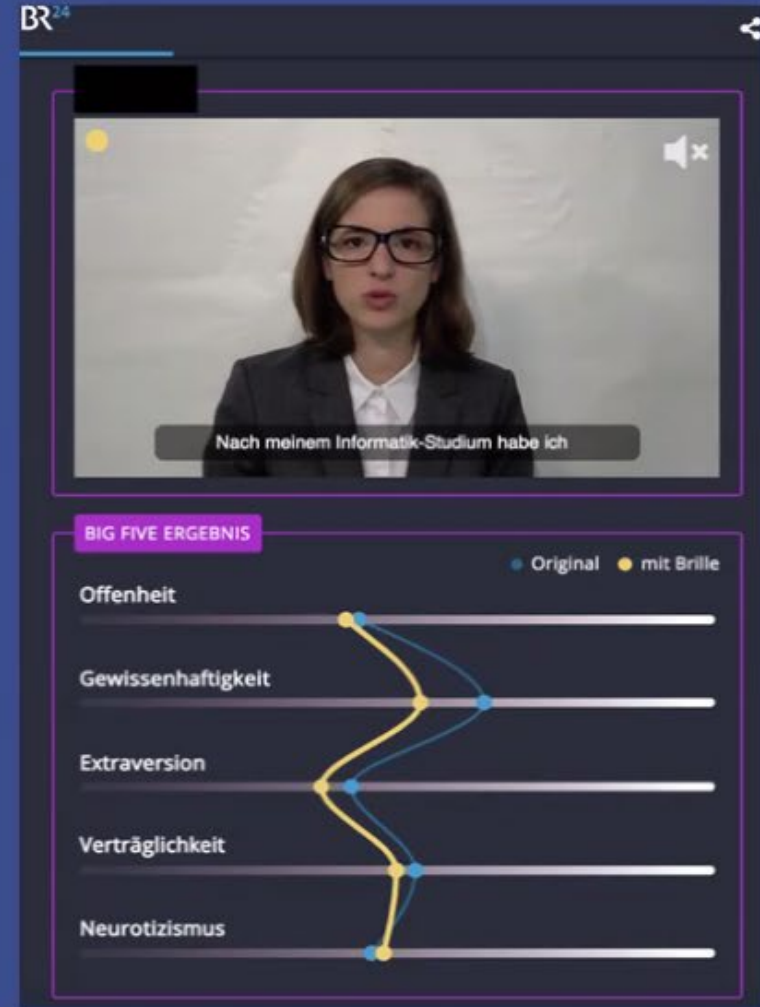 BR24
Nach meinem Informatik-Studium habe ich
BIG FIVE ERGEBNIS
Original mit Brille
Offenheit
Gewissenhaftigkeit
Extraversion
Verträglichkeit
Neurotizismus